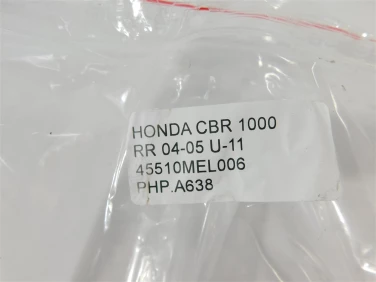 HONDA CBR 1000
RR 04-05 U-11
45510MEL006
PHP.A638